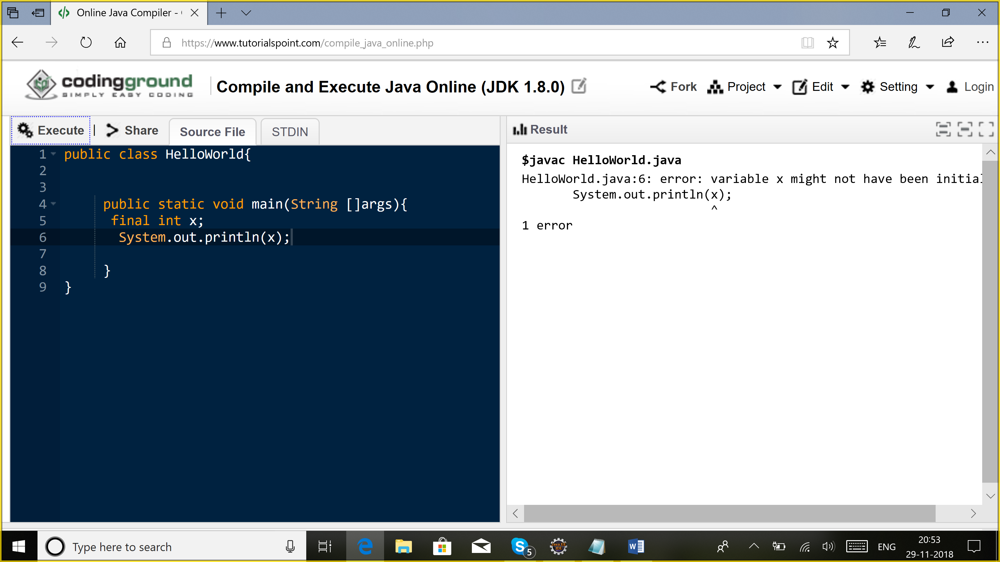 Online Java Compiler -
https://www.tutorialspoint.com/compile_java_online.php
codingground
SIMPLY EASY CODING
Compile and Execute Java Online (JDK 1.8.0)
Fork Project Edit Setting Login
Execute | Share Source File STDIN
Result
1 public class HelloWorld{
2
3
4 public static void main(String []args){
5 final int x;
6 System.out.println(x);
7
8 }
9 }
$javac HelloWorld.java
HelloWorld.java:6: error: variable x might not have been initial
System.out.println(x);
^
1 error
Type here to search
S 5
Java EE
IDE
W
ENG
20:53
29-11-2018